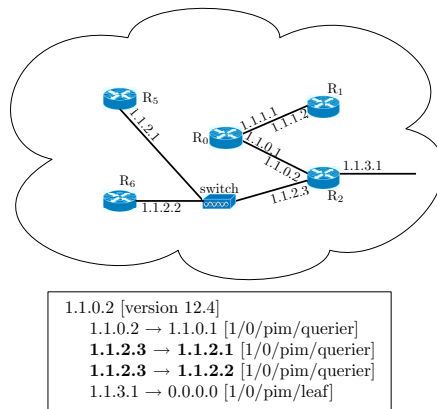 R5
R1
R0
1.1.1.1
1.1.1.2
1.1.2.1
1.1.0.1
1.1.0.2
1.1.3.1
R6
switch
R2
1.1.2.2
1.1.2.3
1.1.0.2 [version 12.4]
1.1.0.2 → 1.1.0.1 [1/0/pim/querier]
1.1.2.3 → 1.1.2.1 [1/0/pim/querier]
1.1.2.3 → 1.1.2.2 [1/0/pim/querier]
1.1.3.1 → 0.0.0.0 [1/0/pim/leaf]